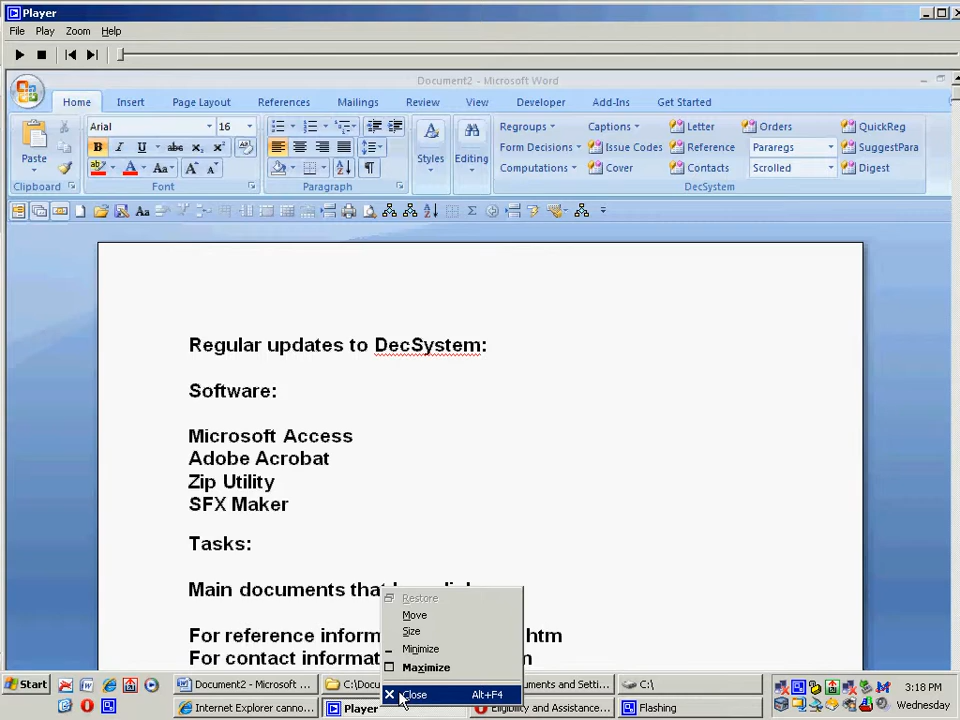 Player
File Play Zoom Help
Document2 - Microsoft Word
Home Insert Page Layout References Mailings Review View Developer Add-Ins Get Started
Arial 16 Regroups Captions Letter Orders QuickReg
Paste Styles Editing Form Decisions Issue Codes Reference Pararegs SuggestPara
Computations Cover Contacts Scrolled Digest
Clipboard Font Paragraph DecSystem
Regular updates to DecSystem:
Software:
Microsoft Access
Adobe Acrobat
Zip Utility
SFX Maker
Tasks:
Main documents tha
For reference inform htm
For contact informat
Restore
Move
Size
Minimize
Maximize
Close Alt+F4
Start Document2 - Microsoft ... C:\Docu uments and Setti... C:\ 3:18 PM
Internet Explorer canno... Player Eligibility and Assistance... Flashing Wednesday